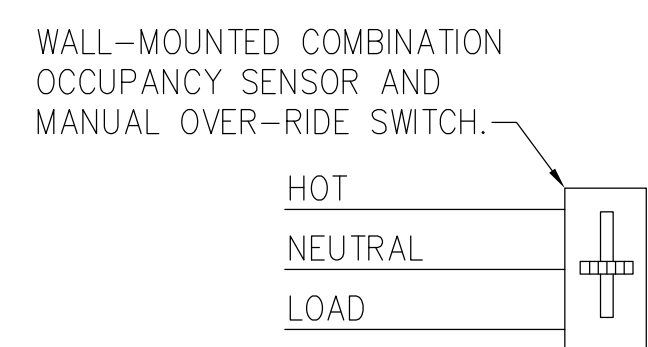 WALL-MOUNTED COMBINATION
OCCUPANCY SENSOR AND
MANUAL OVER-RIDE SWITCH.
HOT
NEUTRAL
LOAD